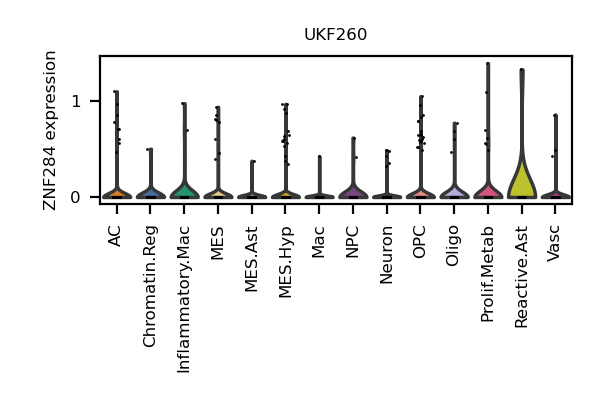 UKF260
ZNF284 expression
1
0
AC
Chromatin.Reg
Inflammatory.Mac
MES
MES.Ast
MES.Hyp
Mac
NPC
Neuron
OPC
Oligo
Prolif.Metab
Reactive.Ast
Vasc